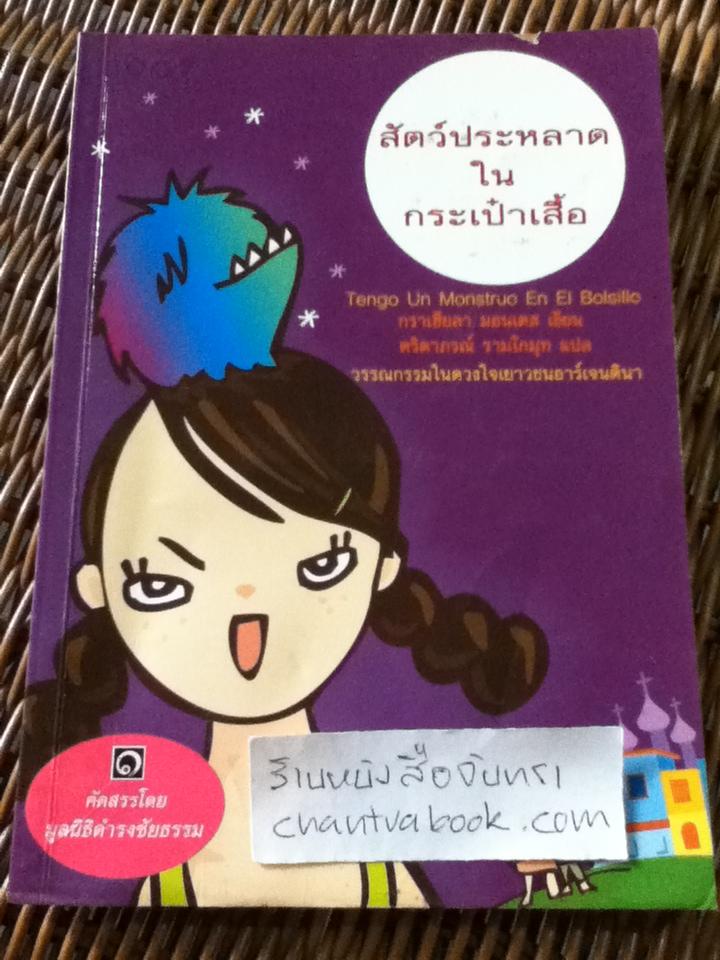 สัตว์ประหลาด
ใน
กระเป๋าเสื้อ
Tengo Un Monstruo En El Bolsillo
กราเซียลา มอนเตส เขียน
ศริตาภรณ์ รามโกมุท แปล
วรรณกรรมในดวงใจเยาวชนอาร์เจนตินา
๑
คัดสรรโดย
มูลนิธิดำรงชัยธรรม
ร้านหนังสือจันทรา
chantrabook.com